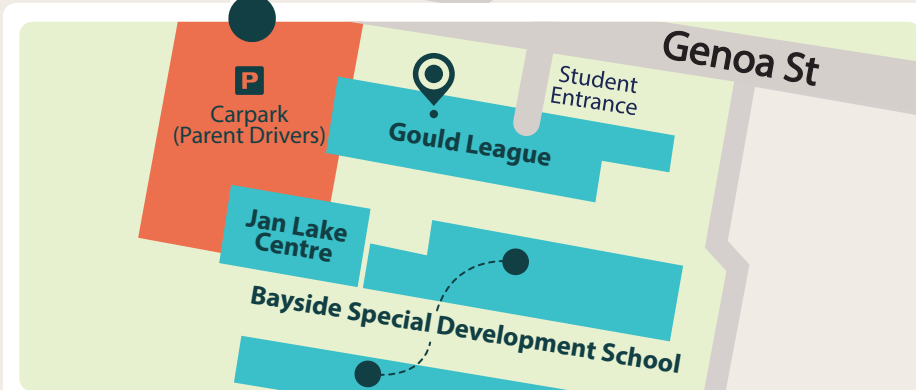 Genoa St
Student
Entrance
P
Carpark
(Parent Drivers)
Gould League
Jan Lake
Centre
Bayside Special Development School